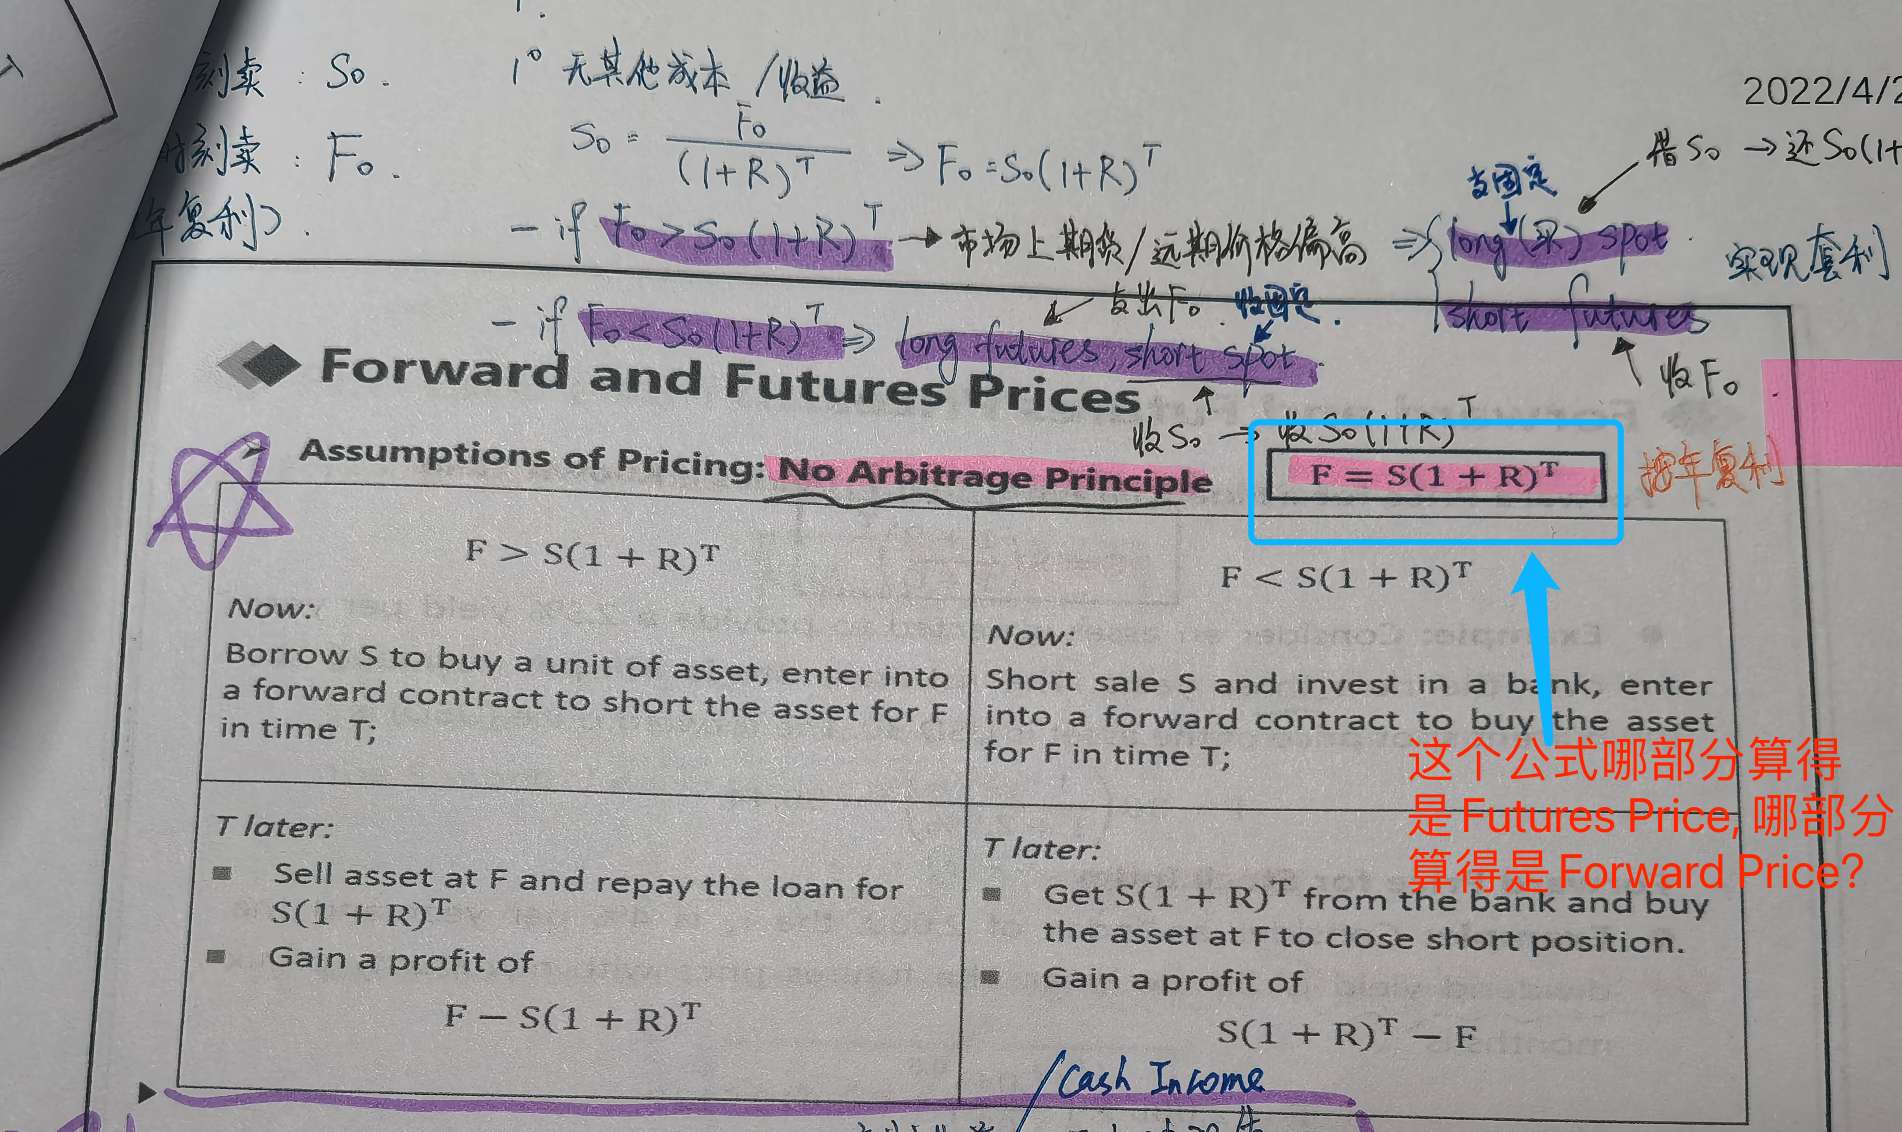 刻卖: S₀.
1° 无其他成本/收益.
2022/4/2
时刻卖: F₀.
S₀ = F₀/(1+R)^T ⇒ F₀=S₀(1+R)^T
借S₀ → 还S₀(1+
年复利).
支固定
- if F₀>S₀(1+R)^T → 市场上期货/远期价格偏高 ⇒ { long(买) spot.
实现套利
short futures
支出F₀. 收固定.
- if F₀<S₀(1+R)^T ⇒ long futures, short spot.
收F₀
Forward and Futures Prices
收S₀ → 收S₀(1+R)^T
Assumptions of Pricing: No Arbitrage Principle
F = S(1 + R)^T
按年复利
F > S(1 + R)^T
Now:
Borrow S to buy a unit of asset, enter into
a forward contract to short the asset for F
in time T;
F < S(1 + R)^T
Now:
Short sale S and invest in a bank, enter
into a forward contract to buy the asset
for F in time T;
这个公式哪部分算得
是Futures Price, 哪部分
算得是Forward Price?
T later:
■ Sell asset at F and repay the loan for
S(1 + R)^T
■ Gain a profit of
F − S(1 + R)^T
T later:
■ Get S(1 + R)^T from the bank and buy
the asset at F to close short position.
■ Gain a profit of
S(1 + R)^T − F
/Cash Income